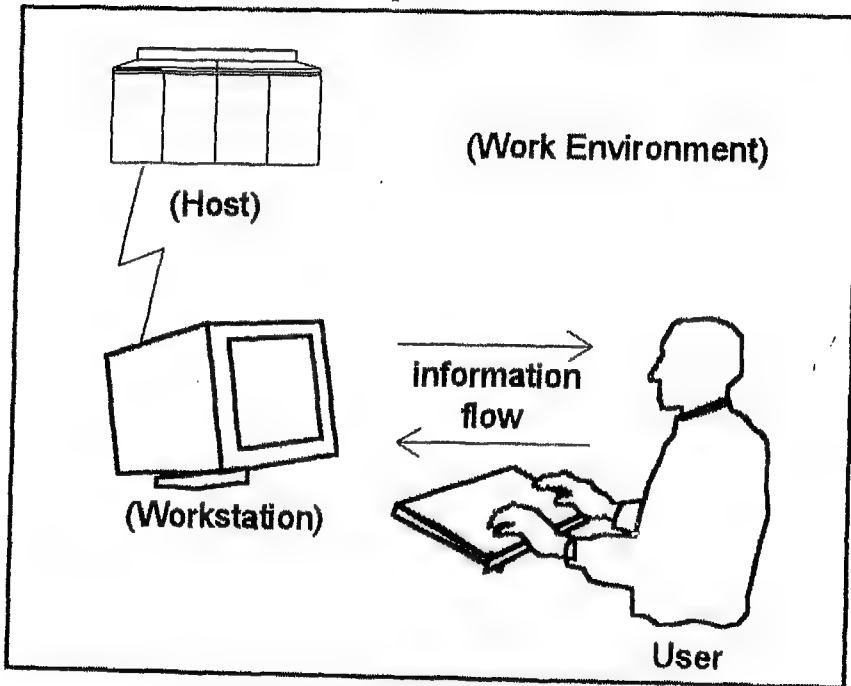 (Work Environment)
(Host)
information
flow
(Workstation)
User